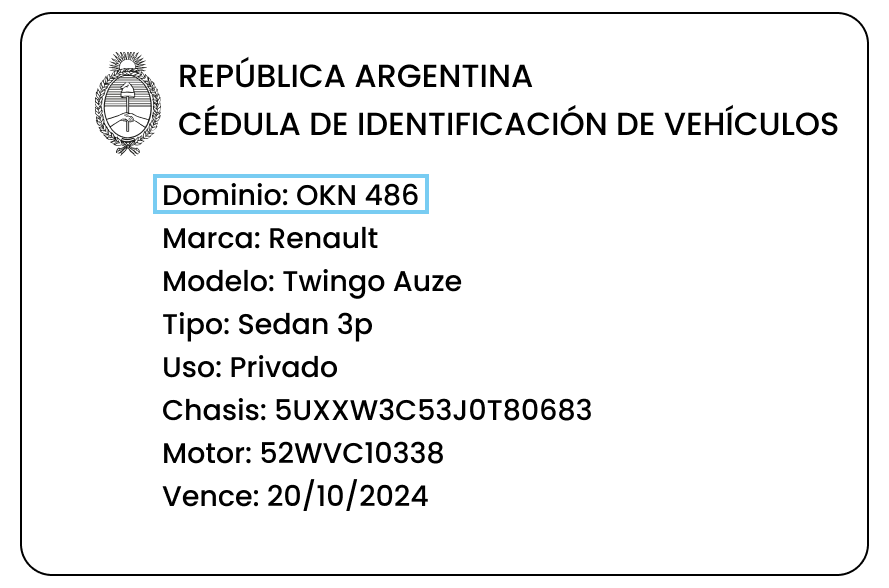 REPÚBLICA ARGENTINA
CÉDULA DE IDENTIFICACIÓN DE VEHÍCULOS
Dominio: OKN 486
Marca: Renault
Modelo: Twingo Auze
Tipo: Sedan 3p
Uso: Privado
Chasis: 5UXXW3C53J0T80683
Motor: 52WVC10338
Vence: 20/10/2024